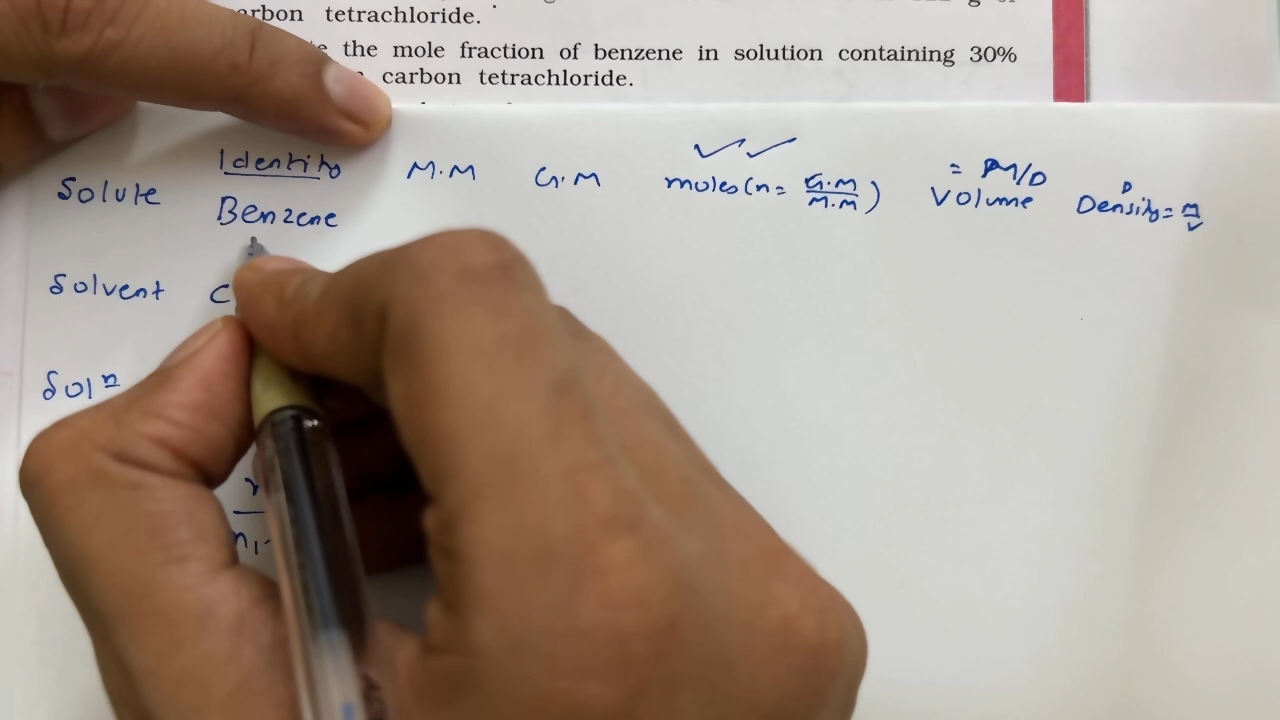 carbon tetrachloride.
the mole fraction of benzene in solution containing 30%
carbon tetrachloride.
Identity M.M G.M moles (n = G.M/M.M) = M/D Volume D Density = m/v
Solute Benzene
Solvent C
Solⁿ
n₁